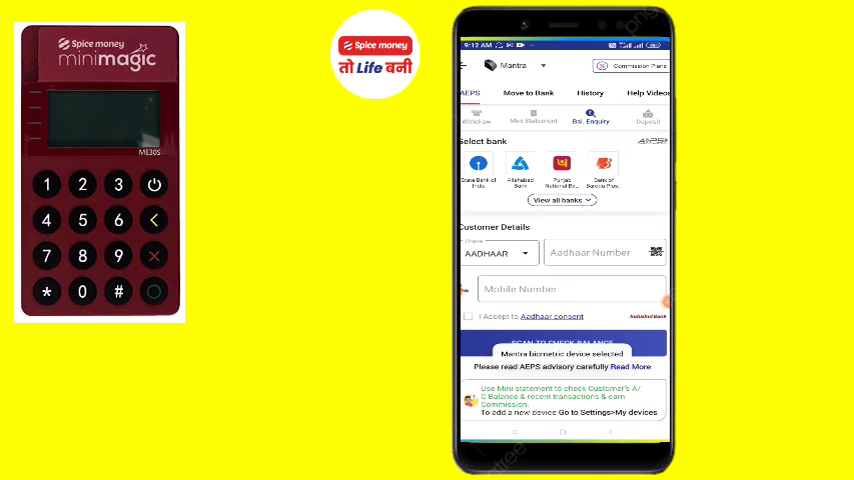 Spice money
minimagic
ME30S
1 2 3
4 5 6
7 8 9
* 0 #
Spice money
तो Life बनी
9:12 AM
Mantra
Commission Plans
AEPS Move to Bank History Help Videos
Withdraw Mini Statement Bal. Enquiry Deposit
Select bank
State Bank of India
Allahabad Bank
Punjab National Ba...
Bank of Baroda Prov...
View all banks
Customer Details
I have
AADHAAR
Aadhaar Number
Mobile Number
I Accept to Aadhaar consent
SCAN TO CHECK BALANCE
Mantra biometric device selected
Please read AEPS advisory carefully Read More
Use Mini statement to check Customer's A/
C Balance & recent transactions & earn
Commission.
To add a new device Go to Settings>My devices